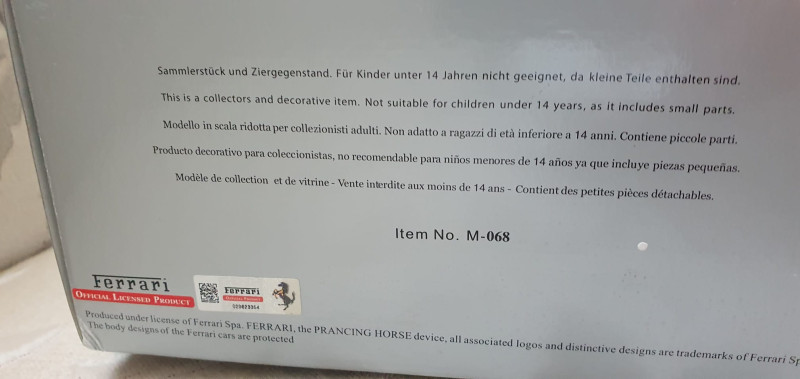 Sammlerstück und Ziergegenstand. Für Kinder unter 14 Jahren nicht geeignet, da kleine Teile enthalten sind.
This is a collectors and decorative item. Not suitable for children under 14 years, as it includes small parts.
Modello in scala ridotta per collezionisti adulti. Non adatto a ragazzi di età inferiore a 14 anni. Contiene piccole parti.
Producto decorativo para coleccionistas, no recomendable para niños menores de 14 años ya que incluye piezas pequeñas.
Modèle de collection et de vitrine - Vente interdite aux moins de 14 ans - Contient des petites pièces détachables.
Item No. M-068
Ferrari
OFFICIAL LICENSED PRODUCT
Ferrari
Produced under license of Ferrari Spa. FERRARI, the PRANCING HORSE device, all associated logos and distinctive designs are trademarks of Ferrari Sp
The body designs of the Ferrari cars are protected